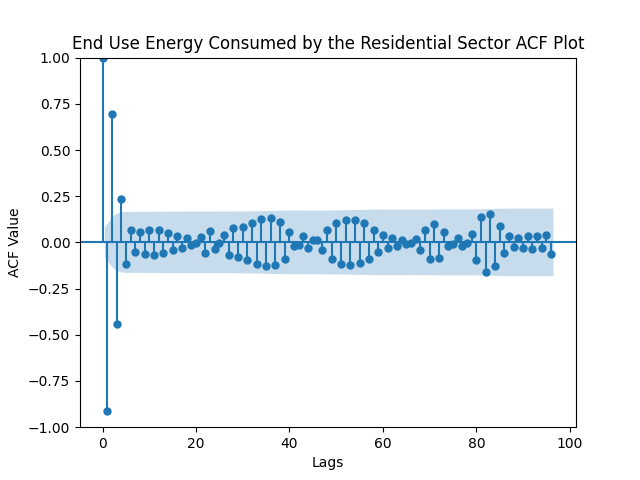 End Use Energy Consumed by the Residential Sector ACF Plot
1.00
0.75
0.50
0.25
0.00
−0.25
−0.50
−0.75
−1.00
ACF Value
0 20 40 60 80 100
Lags